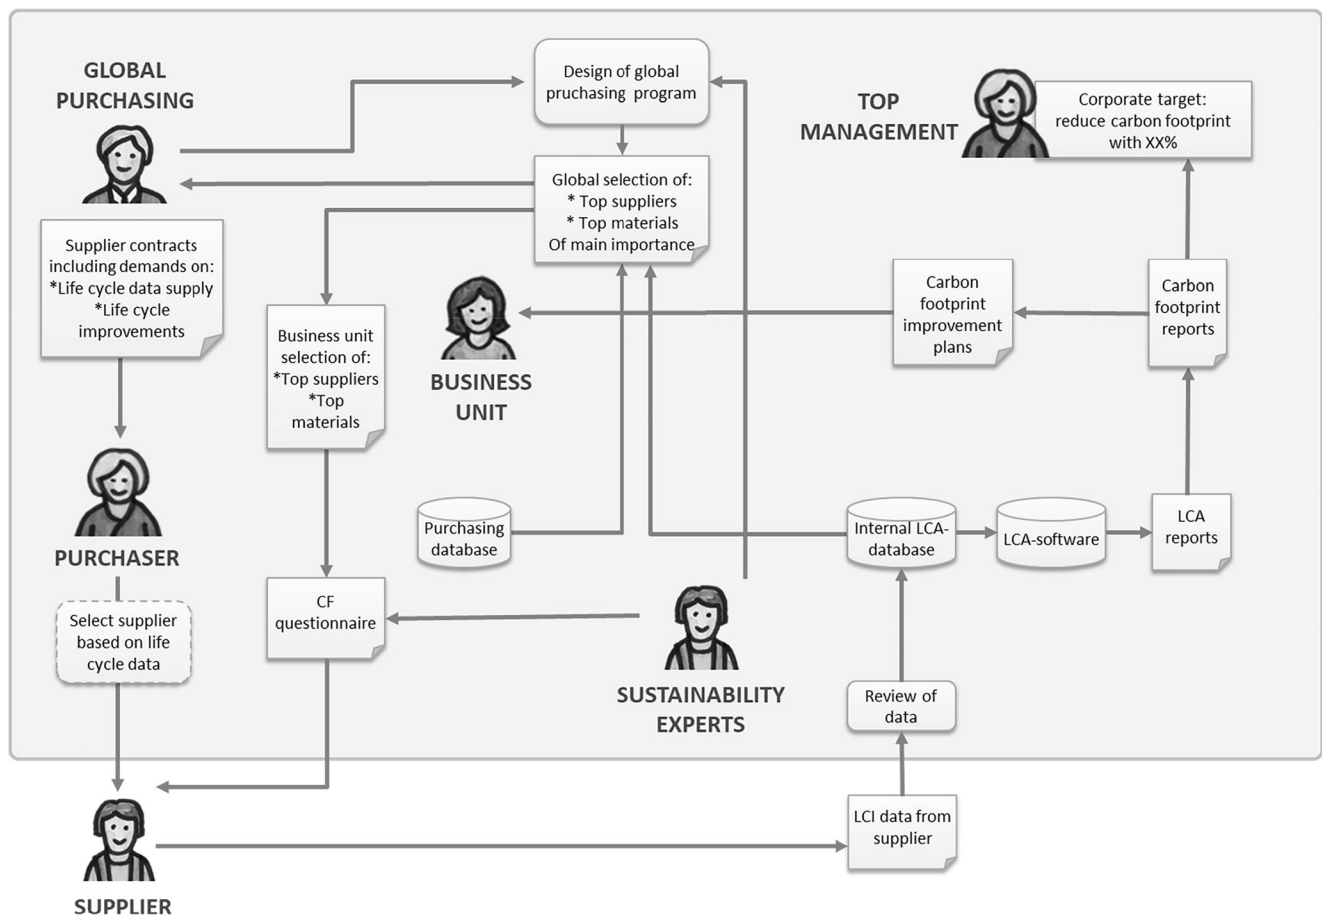 GLOBAL
PURCHASING
Design of global
pruchasing  program
TOP
MANAGEMENT
Corporate target:
reduce carbon footprint
with XX%
Global selection of:
* Top suppliers
* Top materials
Of main importance
Supplier contracts
including demands on:
*Life cycle data supply
*Life cycle
improvements
Business unit
selection of:
*Top suppliers
*Top
materials
BUSINESS
UNIT
Carbon
footprint
improvement
plans
Carbon
footprint
reports
PURCHASER
Purchasing
database
Internal LCA-
database
LCA-software
LCA
reports
Select supplier
based on life
cycle data
CF
questionnaire
SUSTAINABILITY
EXPERTS
Review of
data
SUPPLIER
LCI data from
supplier